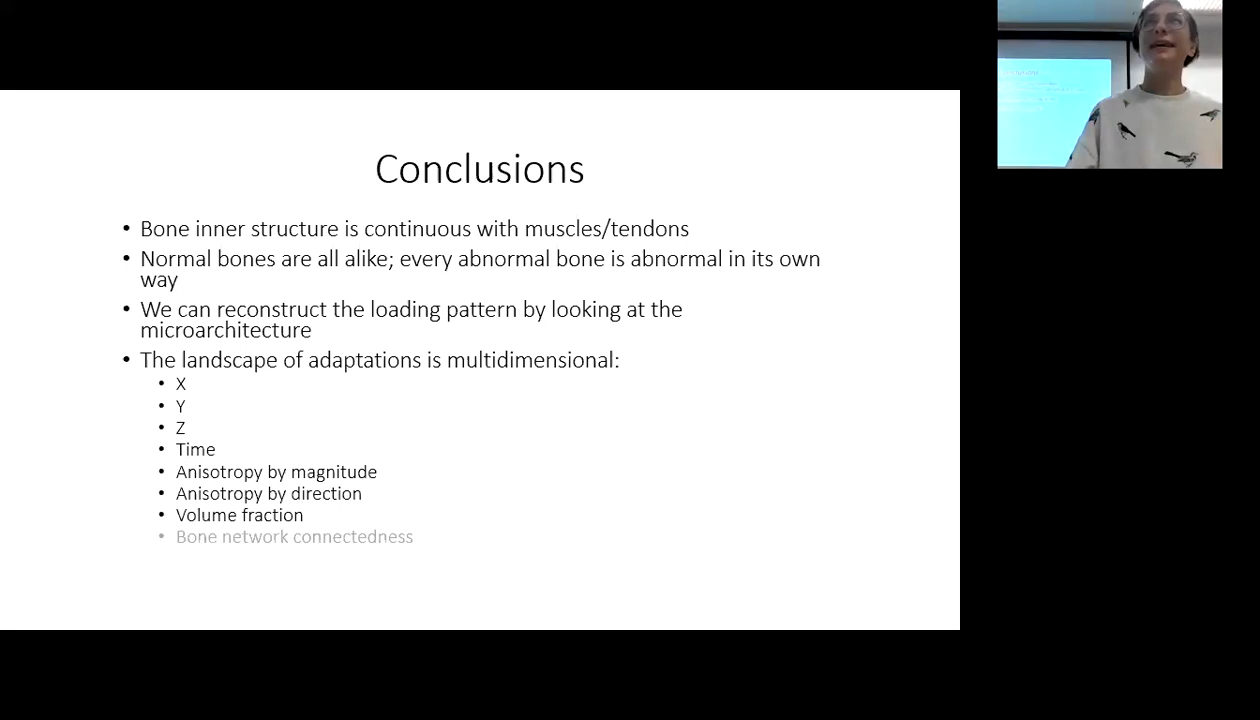 Conclusions
• Bone inner structure is continuous with muscles/tendons
• Normal bones are all alike; every abnormal bone is abnormal in its own
way
• We can reconstruct the loading pattern by looking at the
microarchitecture
• The landscape of adaptations is multidimensional:
• X
• Y
• Z
• Time
• Anisotropy by magnitude
• Anisotropy by direction
• Volume fraction
• Bone network connectedness